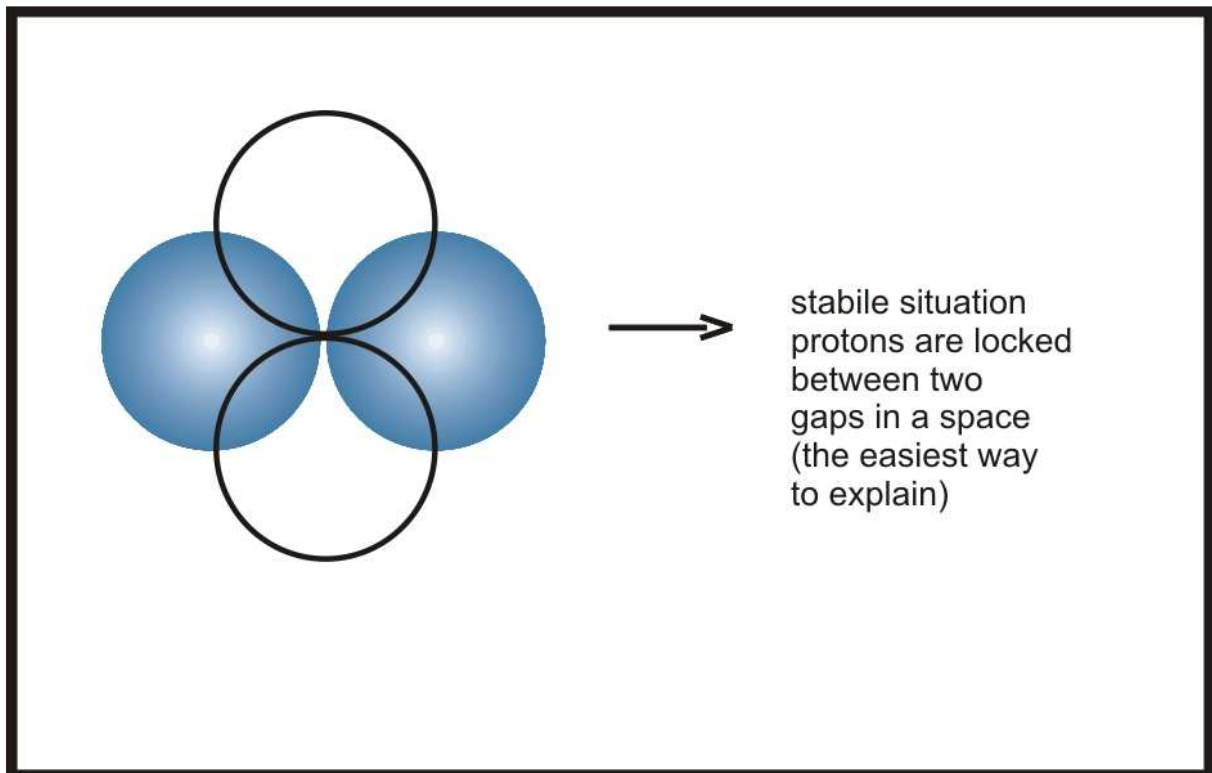 stabile situation
protons are locked
between two
gaps in a space
(the easiest way
to explain)